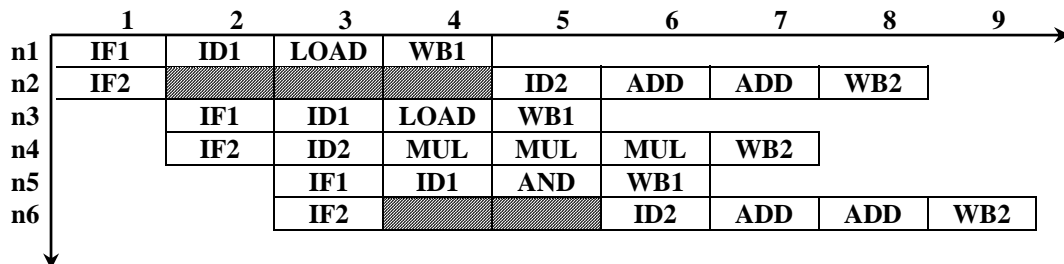 1 2 3 4 5 6 7 8 9
n1 IF1 ID1 LOAD WB1
n2 IF2 ID2 ADD ADD WB2
n3 IF1 ID1 LOAD WB1
n4 IF2 ID2 MUL MUL MUL WB2
n5 IF1 ID1 AND WB1
n6 IF2 ID2 ADD ADD WB2